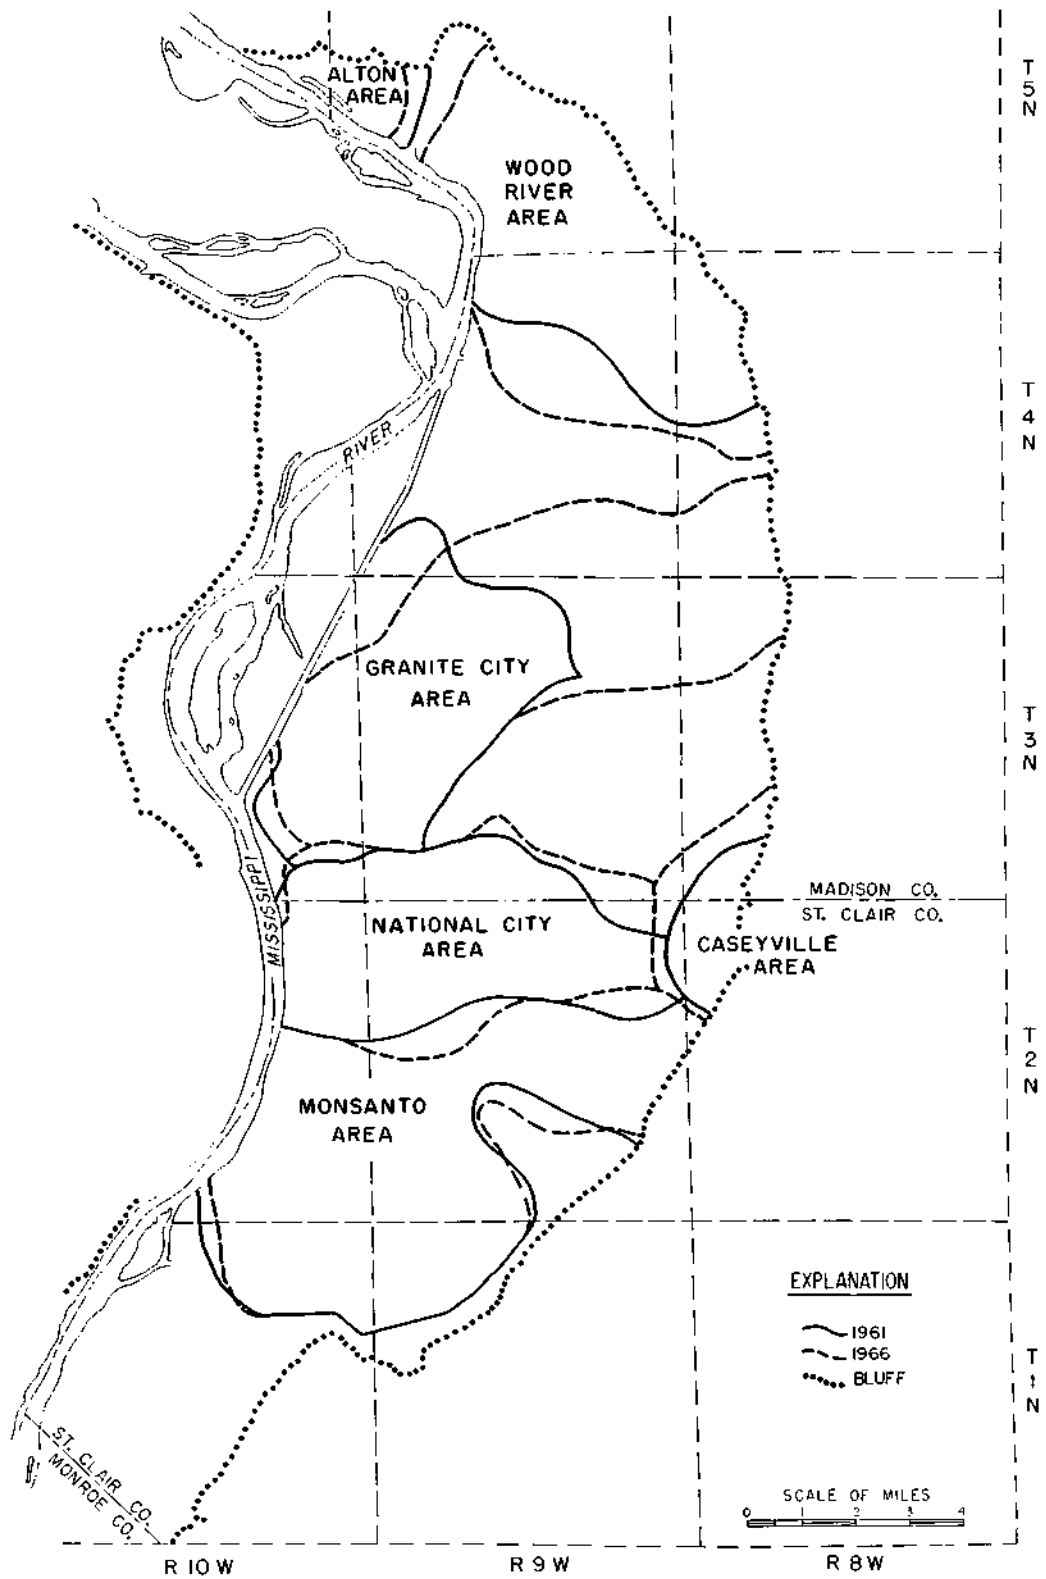 ALTON
AREA
T
5
N
WOOD
RIVER
AREA
RIVER
T
4
N
GRANITE CITY
AREA
T
3
N
MISSISSIPPI
MADISON CO.
ST. CLAIR CO.
NATIONAL CITY
AREA
CASEYVILLE
AREA
T
2
N
MONSANTO
AREA
EXPLANATION
1961
1966
BLUFF
T
1
N
ST. CLAIR CO.
MONROE CO.
SCALE OF MILES
0 1 2 3 4
R 10 W R 9 W R 8 W